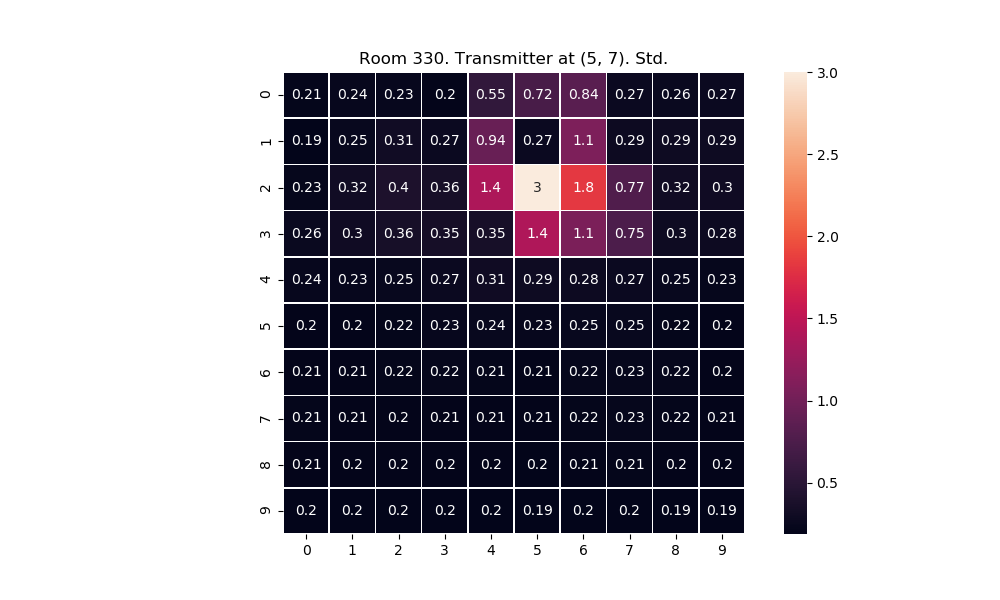 Room 330. Transmitter at (5, 7). Std.
0 0.21 0.24 0.23 0.2 0.55 0.72 0.84 0.27 0.26 0.27
1 0.19 0.25 0.31 0.27 0.94 0.27 1.1 0.29 0.29 0.29
2 0.23 0.32 0.4 0.36 1.4 3 1.8 0.77 0.32 0.3
3 0.26 0.3 0.36 0.35 0.35 1.4 1.1 0.75 0.3 0.28
4 0.24 0.23 0.25 0.27 0.31 0.29 0.28 0.27 0.25 0.23
5 0.2 0.2 0.22 0.23 0.24 0.23 0.25 0.25 0.22 0.2
6 0.21 0.21 0.22 0.22 0.21 0.21 0.22 0.23 0.22 0.2
7 0.21 0.21 0.2 0.21 0.21 0.21 0.22 0.23 0.22 0.21
8 0.21 0.2 0.2 0.2 0.2 0.2 0.21 0.21 0.2 0.2
9 0.2 0.2 0.2 0.2 0.2 0.19 0.2 0.2 0.19 0.19
0 1 2 3 4 5 6 7 8 9
3.0
2.5
2.0
1.5
1.0
0.5